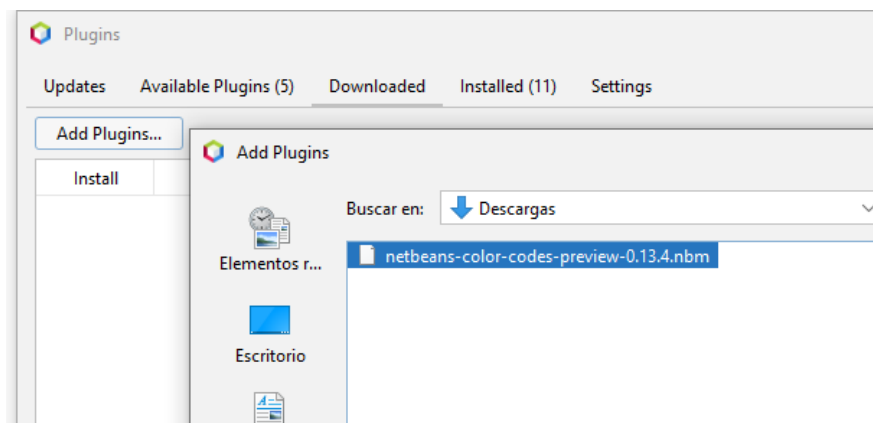 Plugins
Updates Available Plugins (5) Downloaded Installed (11) Settings
Add Plugins...
Add Plugins
Install
Buscar en: Descargas
netbeans-color-codes-preview-0.13.4.nbm
Elementos r...
Escritorio